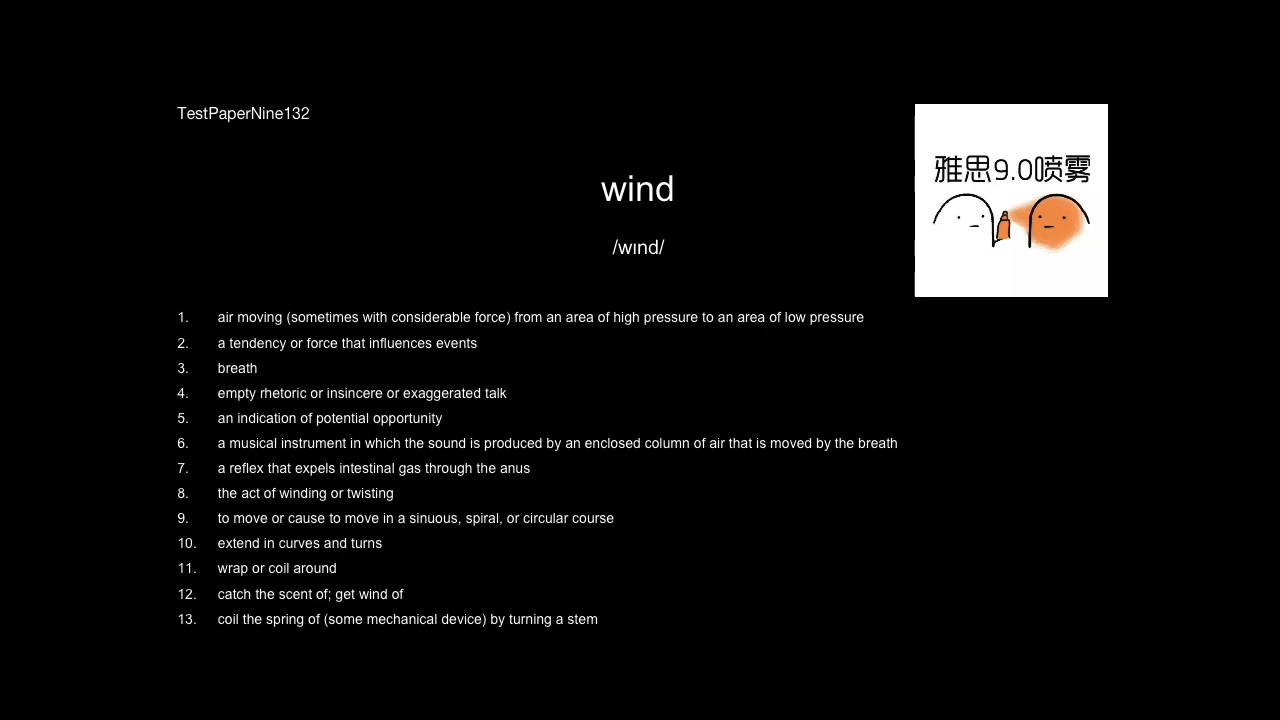 TestPaperNine132
雅思9.0喷雾
wind
/wɪnd/
1. air moving (sometimes with considerable force) from an area of high pressure to an area of low pressure
2. a tendency or force that influences events
3. breath
4. empty rhetoric or insincere or exaggerated talk
5. an indication of potential opportunity
6. a musical instrument in which the sound is produced by an enclosed column of air that is moved by the breath
7. a reflex that expels intestinal gas through the anus
8. the act of winding or twisting
9. to move or cause to move in a sinuous, spiral, or circular course
10. extend in curves and turns
11. wrap or coil around
12. catch the scent of; get wind of
13. coil the spring of (some mechanical device) by turning a stem